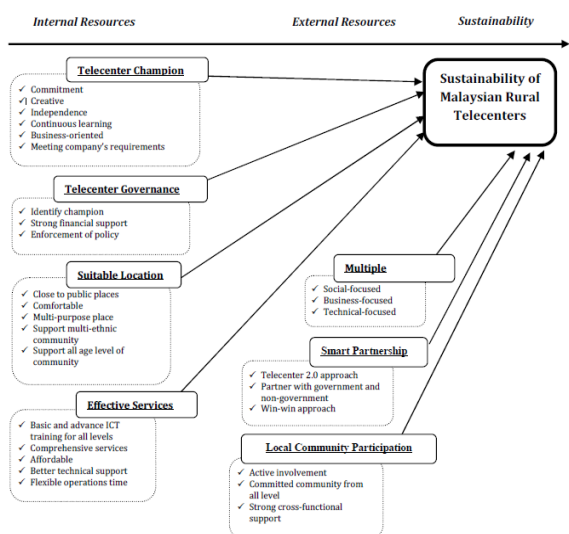 Internal Resources
External Resources
Sustainability
Telecenter Champion
Commitment
Creative
Independence
Continuous learning
Business-oriented
Meeting company's requirements
Sustainability of
Malaysian Rural
Telecenters
Telecenter Governance
Identify champion
Strong financial support
Enforcement of policy
Suitable Location
Close to public places
Comfortable
Multi-purpose place
Support multi-ethnic
community
Support all age level of
community
Multiple
Social-focused
Business-focused
Technical-focused
Smart Partnership
Telecenter 2.0 approach
Partner with government and
non-government
Win-win approach
Effective Services
Basic and advance ICT
training for all levels
Comprehensive services
Affordable
Better technical support
Flexible operations time
Local Community Participation
Active involvement
Committed community from
all level
Strong cross-functional
support